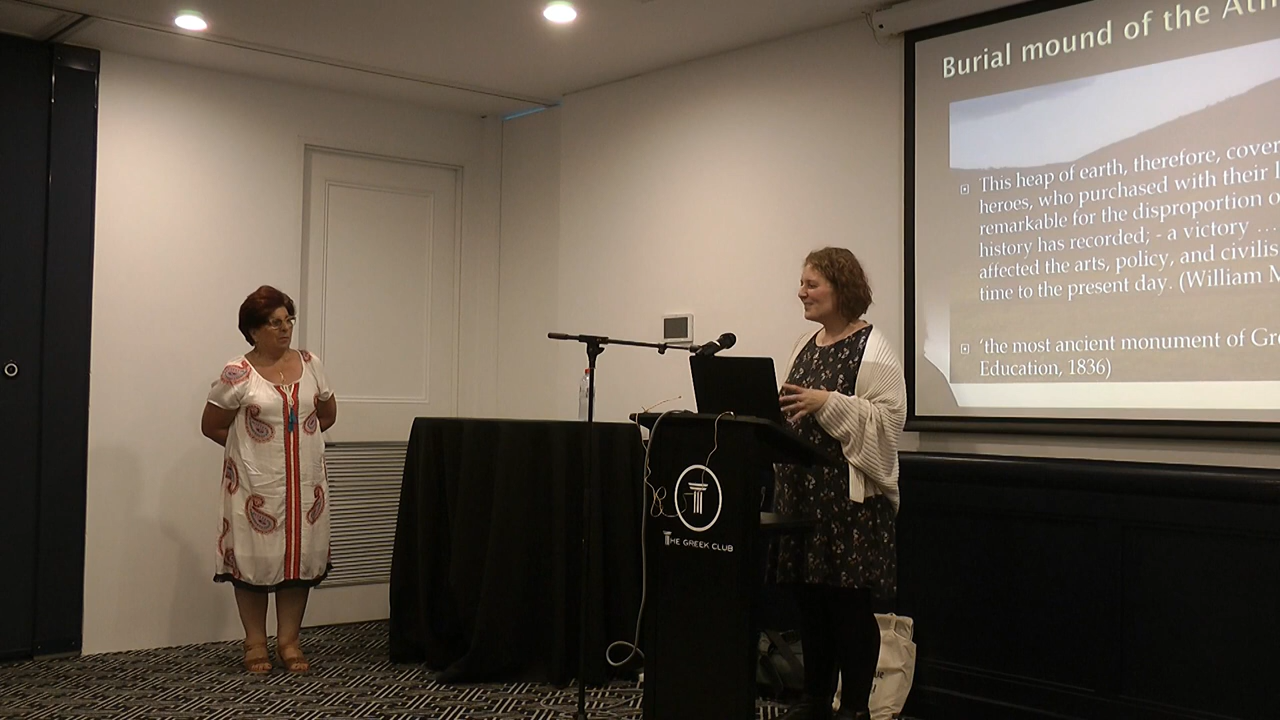 Burial mound of the Ath
This heap of earth, therefore, cover
heroes, who purchased with their l
remarkable for the disproportion o
history has recorded; - a victory ...
affected the arts, policy, and civilis
time to the present day. (William M
'the most ancient monument of Gre
Education, 1836)
THE GREEK CLUB